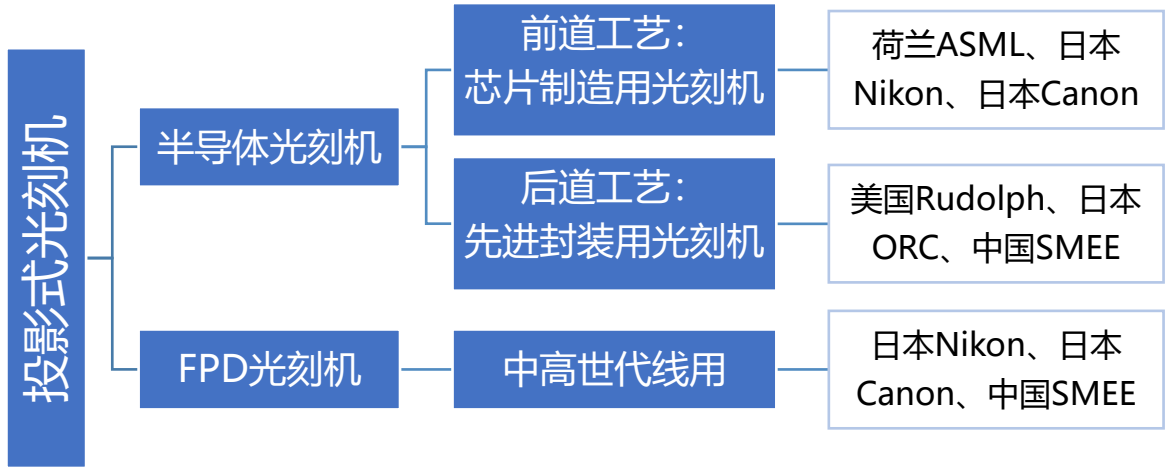 投影式光刻机
半导体光刻机
前道工艺：
芯片制造用光刻机
荷兰ASML、日本
Nikon、日本Canon
后道工艺：
先进封装用光刻机
美国Rudolph、日本
ORC、中国SMEE
FPD光刻机
中高世代线用
日本Nikon、日本
Canon、中国SMEE